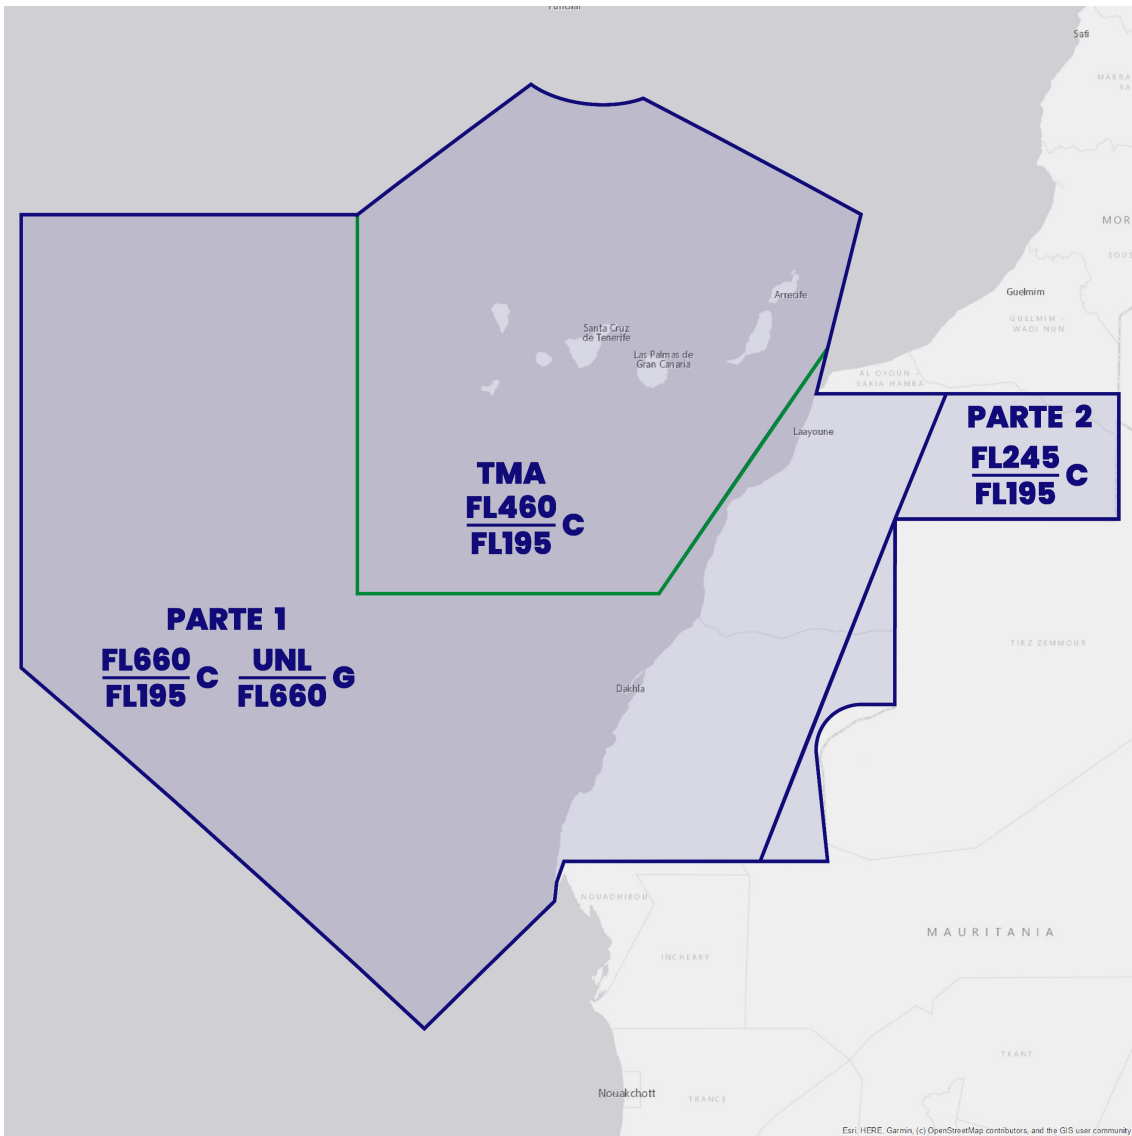 Safi
MOR
Guelmim
GUELMIM -
WADI NUN
Arrecife
Santa Cruz
de Tenerife
Las Palmas de
Gran Canaria
AL OYOUN -
SAKIA HAMRA
Laayoune
PARTE 2
FL245
FL195 C
TMA
FL460
FL195 C
PARTE 1
FL660
FL195 C
UNL
FL660 G
TIRZ ZEMMOUR
Dakhla
NOUADHIBOU
MAURITANIA
INCHERRY
TKANT
Nouakchott
TRANCE
Esri, HERE, Garmin, (c) OpenStreetMap contributors, and the GIS user community